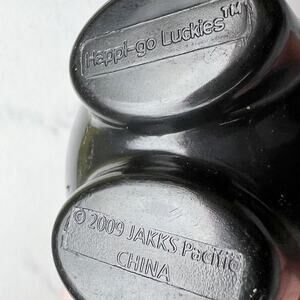 Happi-go Luckies™
© 2009 JAKKS Pacific
CHINA